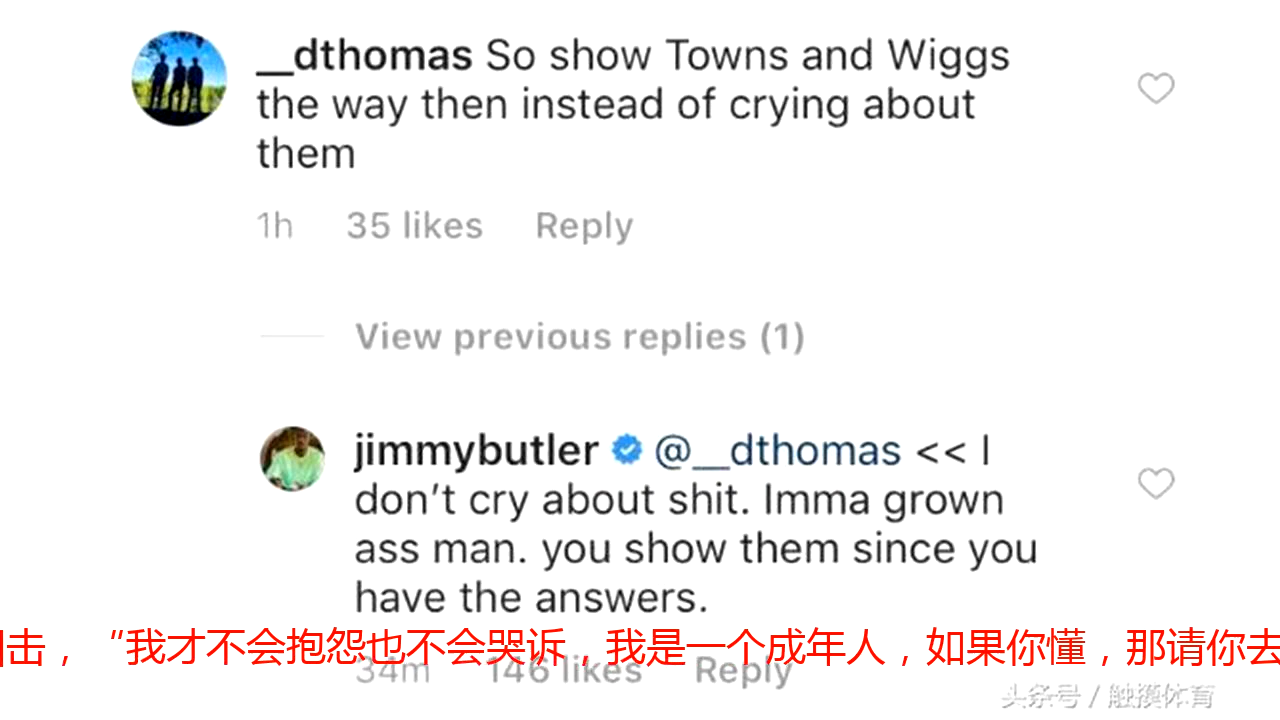 __dthomas So show Towns and Wiggs
the way then instead of crying about
them
1h 35 likes Reply
View previous replies (1)
jimmybutler @__dthomas << I
don't cry about shit. Imma grown
ass man. you show them since you
have the answers.
击，“我才不会抱怨也不会哭诉，我是一个成年人，如果你懂，那请你去
34m 146 likes Reply
头条号 / 触摸体育